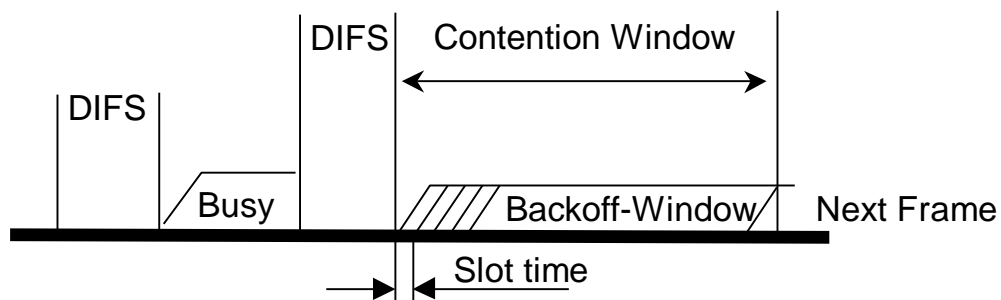 DIFS
Contention Window
DIFS
Busy
Backoff-Window
Next Frame
Slot time